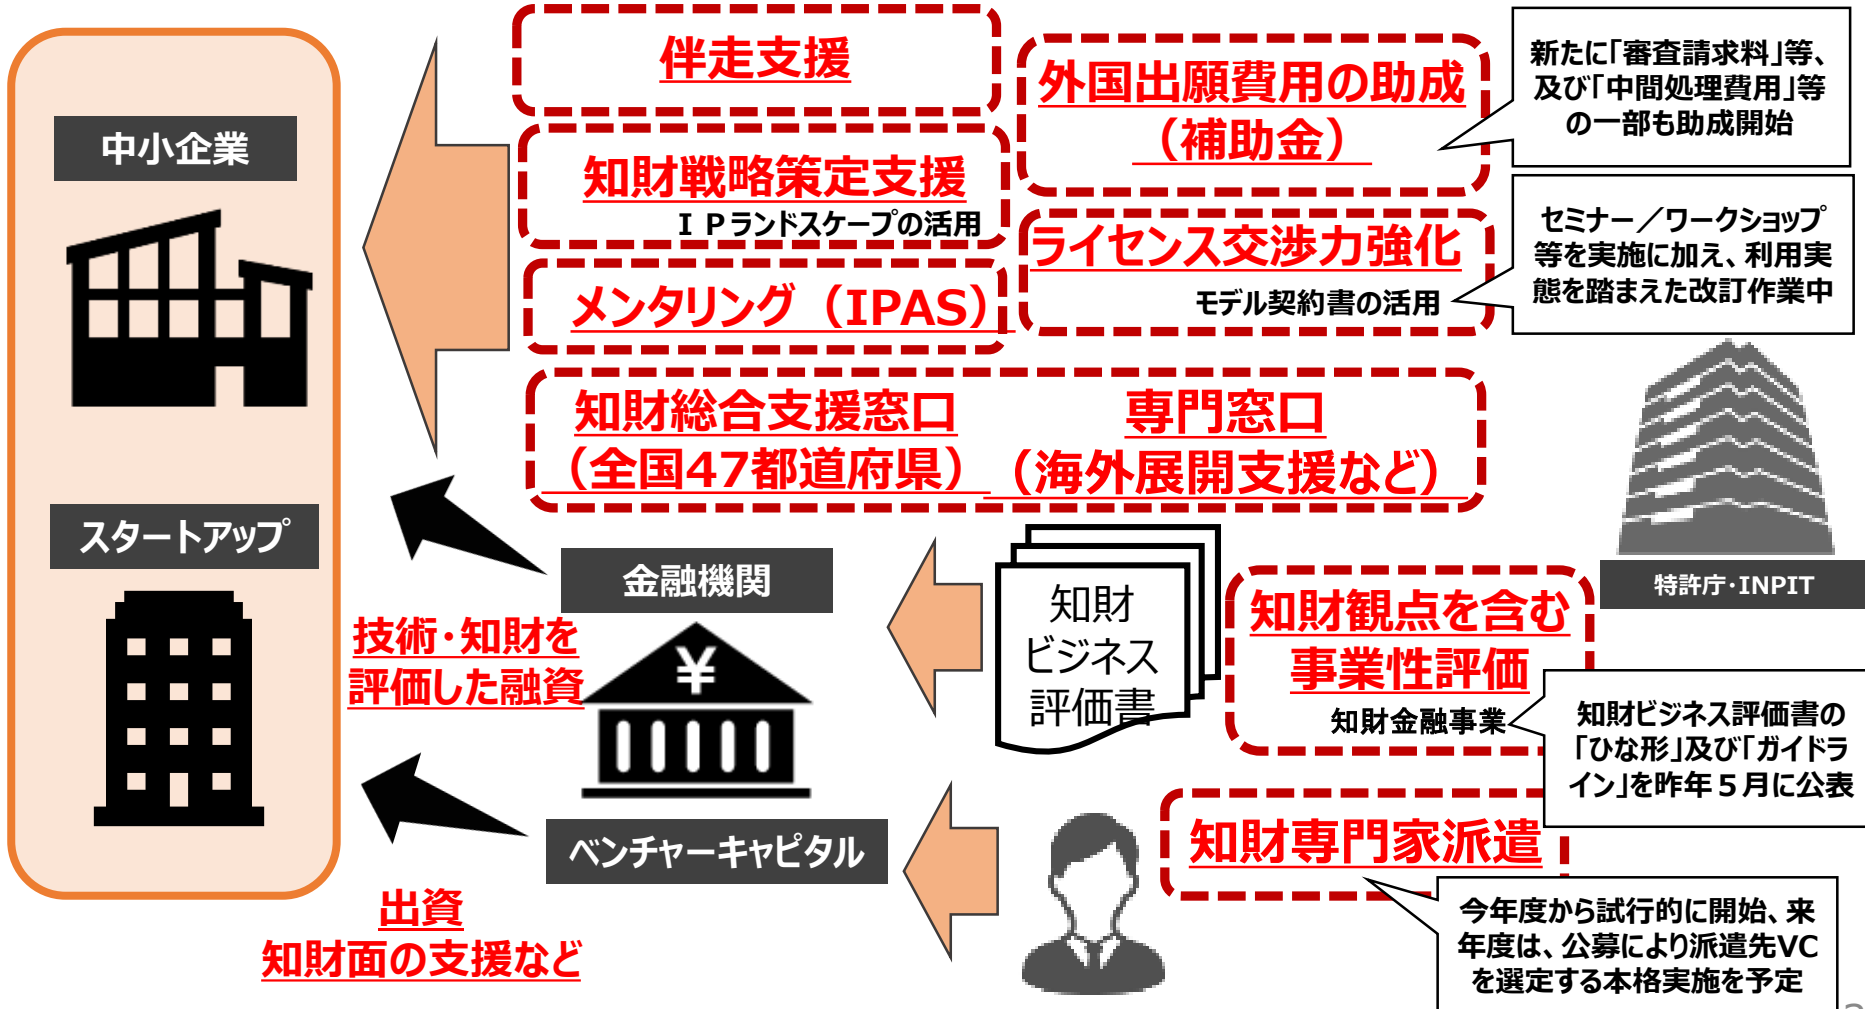 中小企業
スタートアップ
伴走支援
知財戦略策定支援
ＩＰランドスケープの活用
メンタリング（IPAS）
外国出願費用の助成
（補助金）
新たに「審査請求料」等、
及び「中間処理費用」等
の一部も助成開始
ライセンス交渉力強化
モデル契約書の活用
セミナー／ワークショップ
等を実施に加え、利用実
態を踏まえた改訂作業中
知財総合支援窓口
（全国47都道府県）
専門窓口
（海外展開支援など）
特許庁・INPIT
金融機関
技術・知財を
評価した融資
¥
知財
ビジネス
評価書
知財観点を含む
事業性評価
知財金融事業
知財ビジネス評価書の
「ひな形」及び「ガイドラ
イン」を昨年５月に公表
ベンチャーキャピタル
出資
知財面の支援など
知財専門家派遣
今年度から試行的に開始、来
年度は、公募により派遣先VC
を選定する本格実施を予定